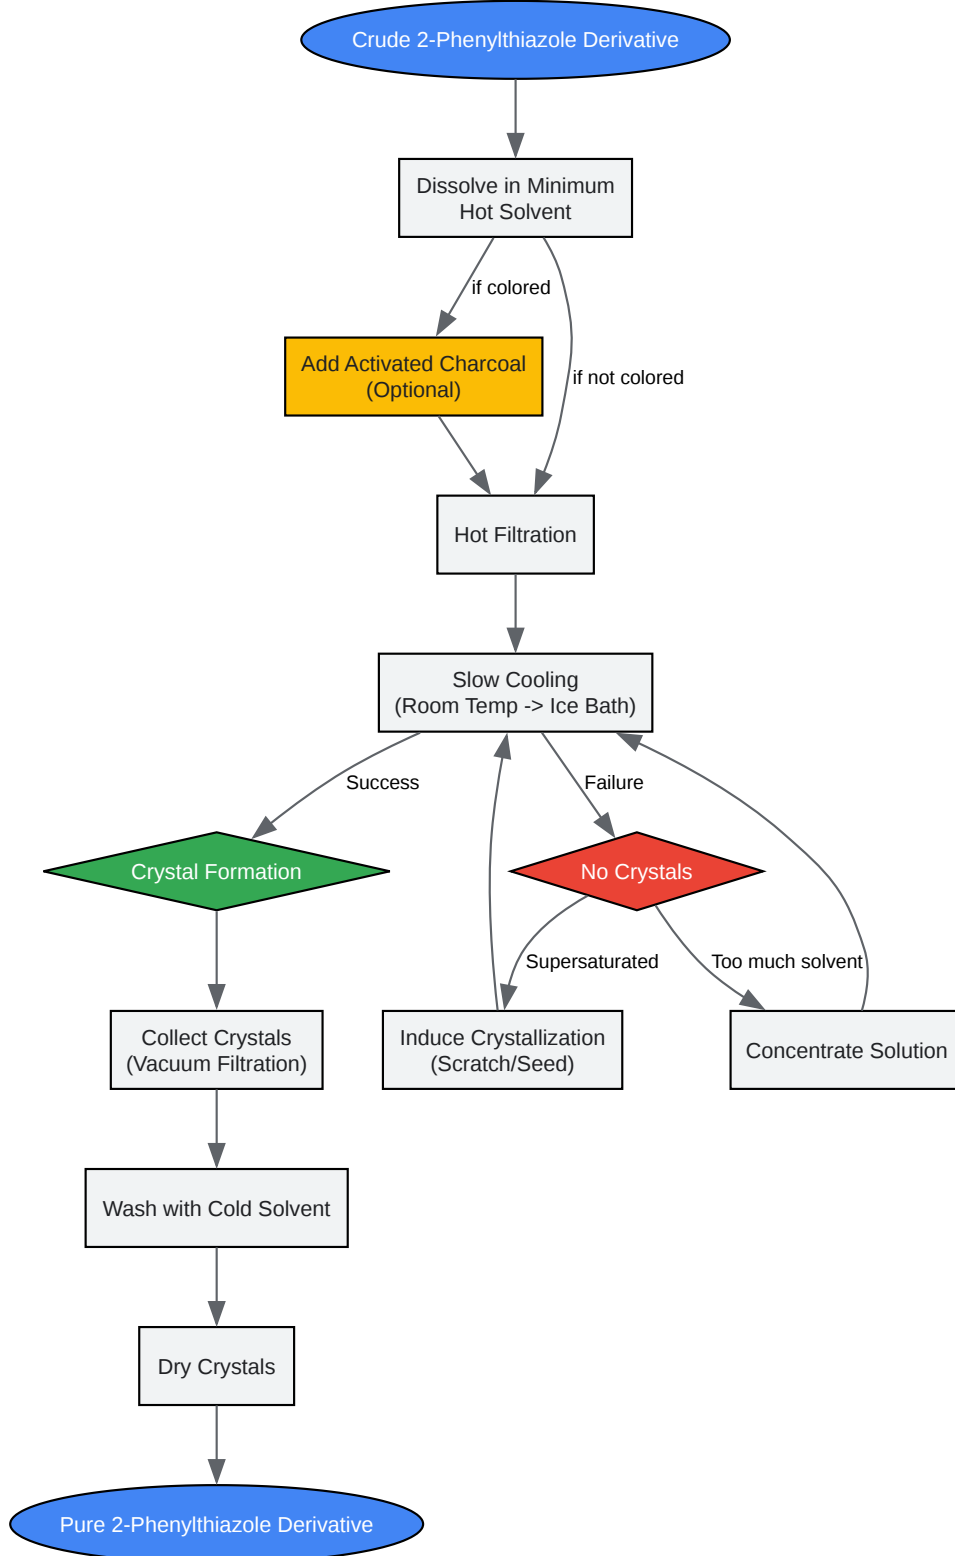 Crude 2-Phenylthiazole Derivative
Dissolve in Minimum
Hot Solvent
if colored
Add Activated Charcoal
(Optional)
if not colored
Hot Filtration
Slow Cooling
(Room Temp -> Ice Bath)
Success
Failure
Crystal Formation
No Crystals
Supersaturated
Too much solvent
Collect Crystals
(Vacuum Filtration)
Induce Crystallization
(Scratch/Seed)
Concentrate Solution
Wash with Cold Solvent
Dry Crystals
Pure 2-Phenylthiazole Derivative